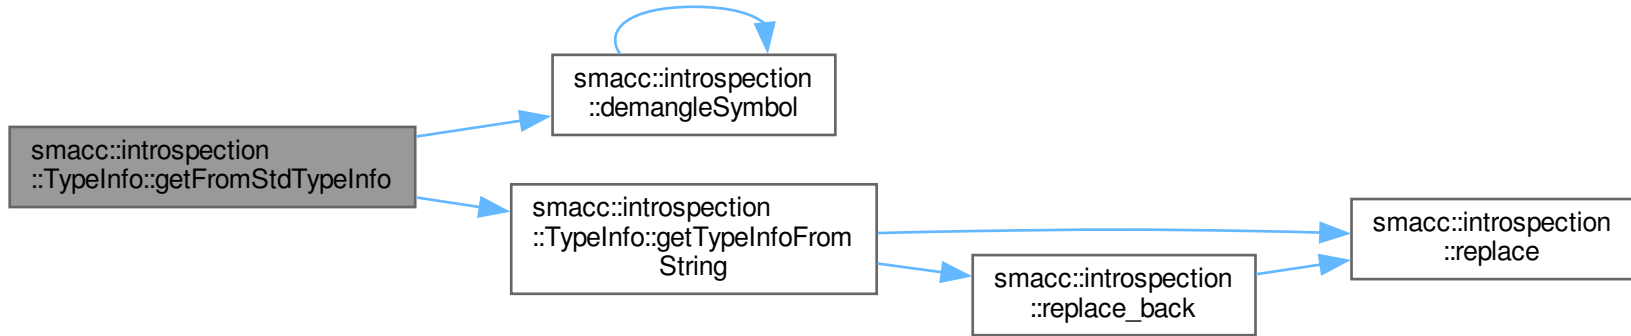 smacc::introspection
::TypeInfo::getFromStdTypeInfo
smacc::introspection
::demangleSymbol
smacc::introspection
::TypeInfo::getTypeInfoFrom
String
smacc::introspection
::replace_back
smacc::introspection
::replace